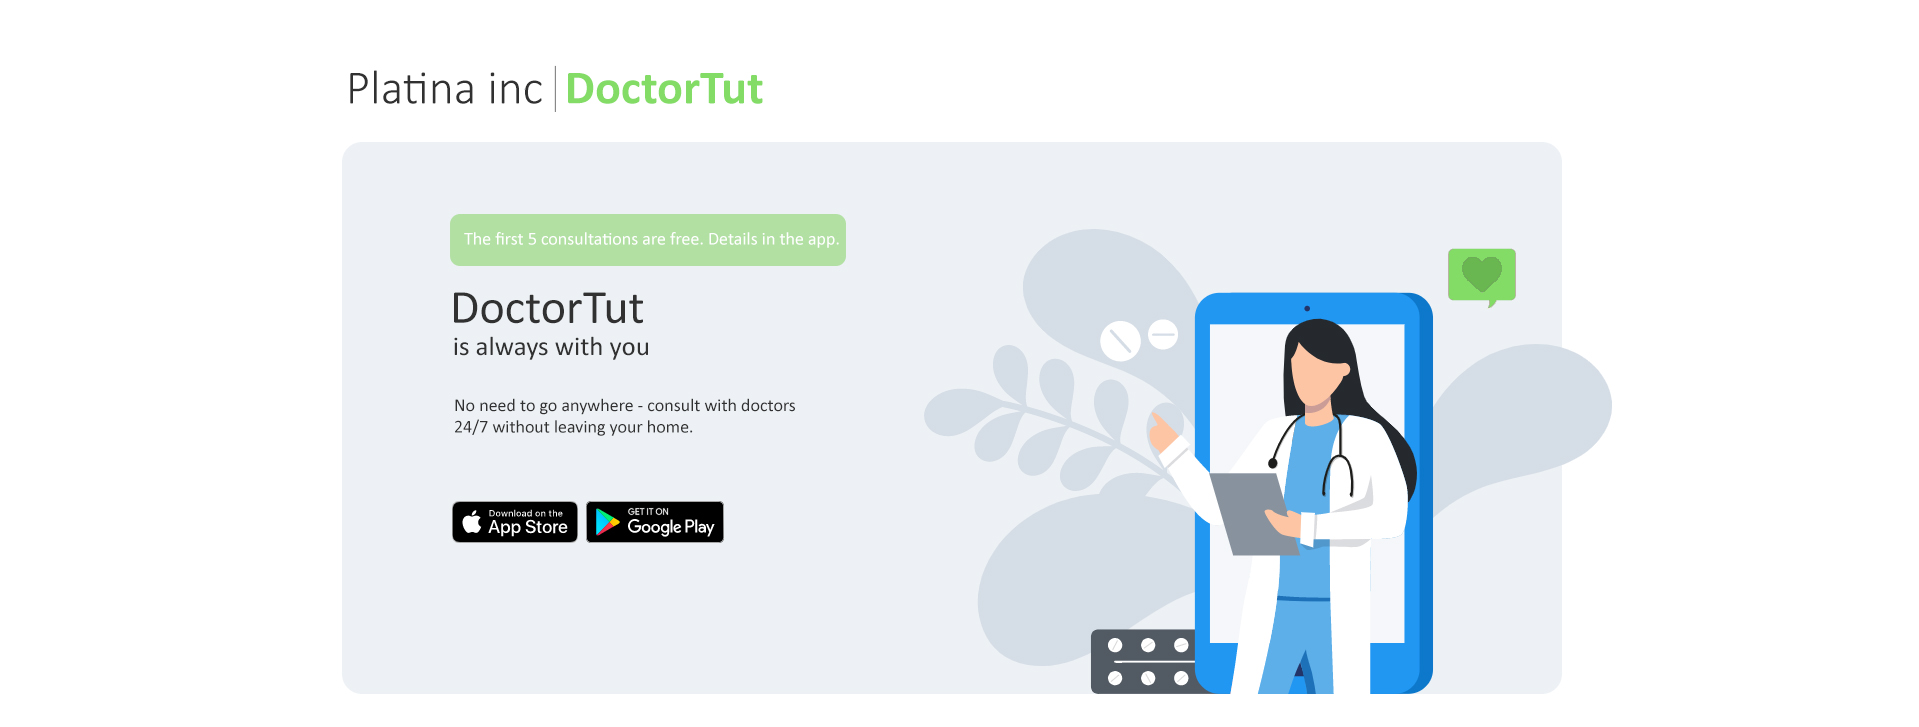 Platina inc | DoctorTut
The first 5 consultations are free. Details in the app.
DoctorTut
is always with you
No need to go anywhere - consult with doctors
24/7 without leaving your home.
Download on the
App Store
GET IT ON
Google Play